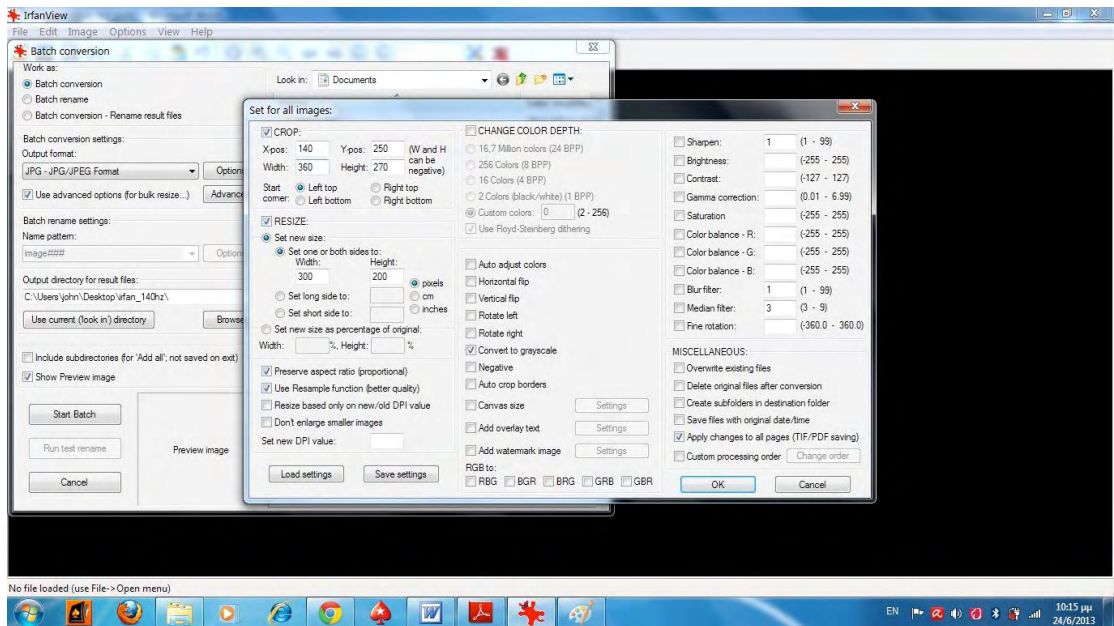 IrfanView
File Edit Image Options View Help
Batch conversion
Work as:
Batch conversion
Batch rename
Batch conversion - Rename result files
Look in: Documents
Batch conversion settings:
Output format:
JPG - JPG/JPEG Format
Option
Use advanced options (for bulk resize...)
Advance
Batch rename settings:
Name pattern:
image####
Option
Output directory for result files:
C:\Users\john\Desktop\irfan_140hz\
Use current ('look in') directory
Browse
Include subdirectories (for 'Add all'; not saved on exit)
Show Preview image
Start Batch
Run test rename
Cancel
Preview image
Set for all images:
CROP:
X-pos: 140 Y-pos: 250 (W and H can be negative)
Width: 360 Height: 270
Start corner: Left top Right top
Left bottom Right bottom
RESIZE:
Set new size:
Set one or both sides to:
Width: Height:
300 200
pixels
cm
inches
Set long side to:
Set short side to:
Set new size as percentage of original:
Width: %, Height: %
Preserve aspect ratio (proportional)
Use Resample function (better quality)
Resize based only on new/old DPI value
Don't enlarge smaller images
Set new DPI value:
Load settings Save settings
CHANGE COLOR DEPTH:
16,7 Million colors (24 BPP)
256 Colors (8 BPP)
16 Colors (4 BPP)
2 Colors (black/white) (1 BPP)
Custom colors: 0 (2 - 256)
Use Floyd-Steinberg dithering
Auto adjust colors
Horizontal flip
Vertical flip
Rotate left
Rotate right
Convert to grayscale
Negative
Auto crop borders
Canvas size Settings
Add overlay text Settings
Add watermark image Settings
RGB to:
RBG BGR BRG GRB GBR
Sharpen: 1 (1 - 99)
Brightness: (-255 - 255)
Contrast: (-127 - 127)
Gamma correction: (0.01 - 6.99)
Saturation (-255 - 255)
Color balance - R: (-255 - 255)
Color balance - G: (-255 - 255)
Color balance - B: (-255 - 255)
Blur filter: 1 (1 - 99)
Median filter: 3 (3 - 9)
Fine rotation: (-360.0 - 360.0)
MISCELLANEOUS:
Overwrite existing files
Delete original files after conversion
Create subfolders in destination folder
Save files with original date/time
Apply changes to all pages (TIF/PDF saving)
Custom processing order Change order
OK Cancel
No file loaded (use File->Open menu)
EN
10:15 μμ
24/6/2013